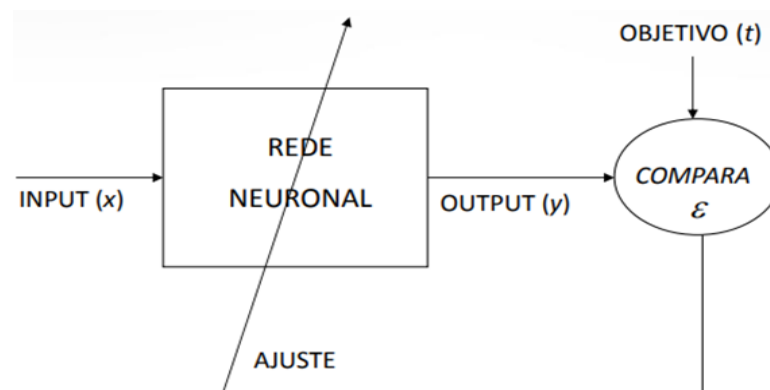 OBJETIVO (t)
REDE
NEURONAL
INPUT (x)
OUTPUT (y)
COMPARA
ε
AJUSTE